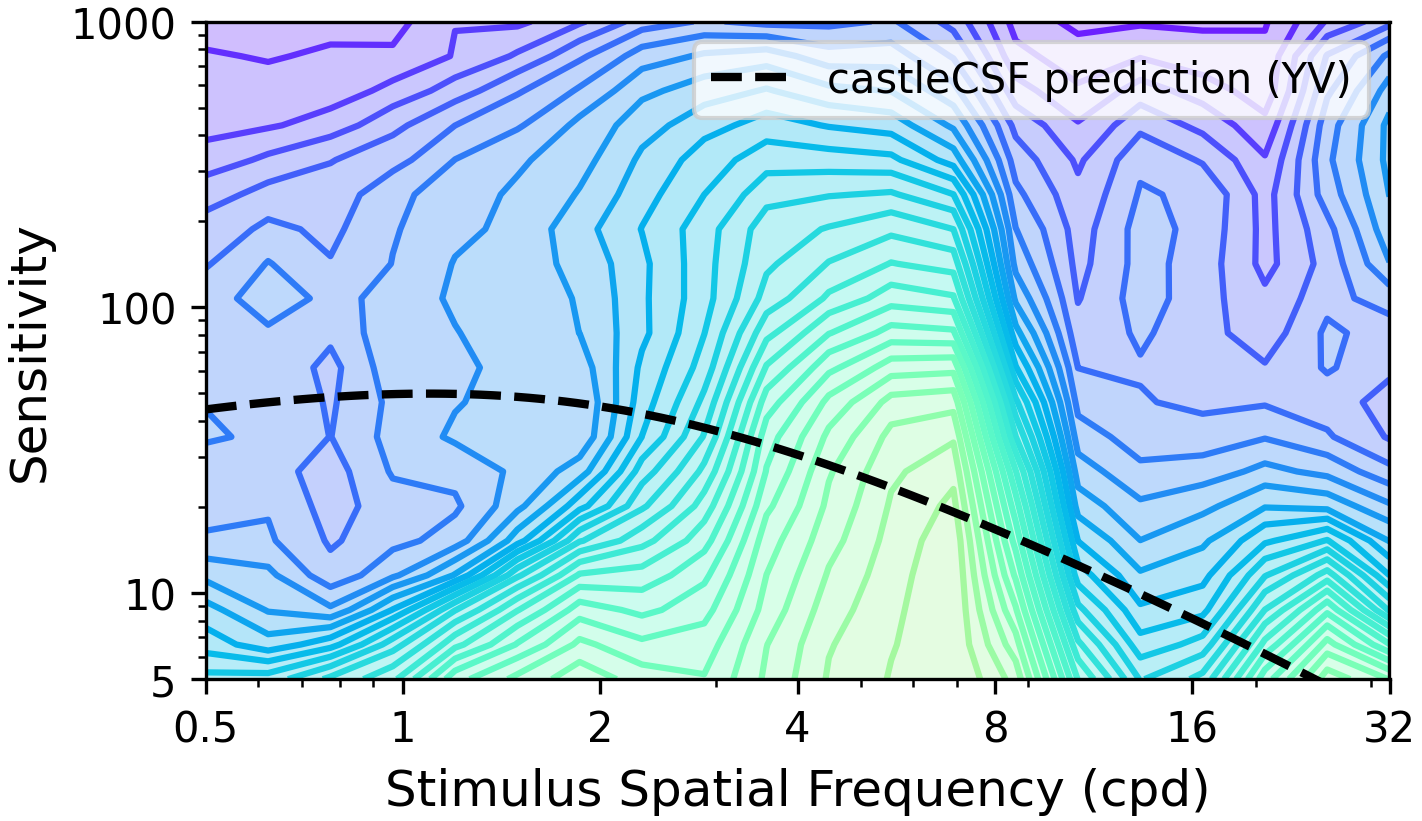 1000
100
10
5
Sensitivity
castleCSF prediction (YV)
0.5 1 2 4 8 16 32
Stimulus Spatial Frequency (cpd)